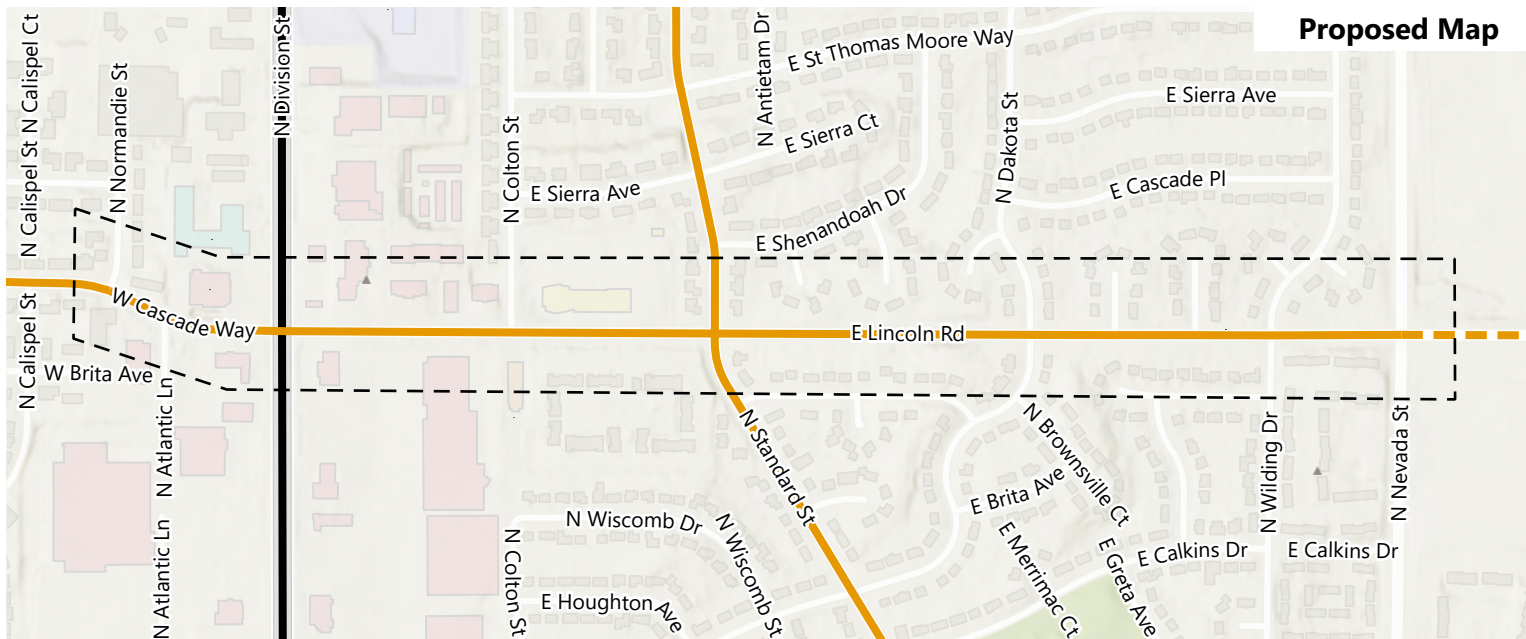 Proposed Map
N Calispel Ct
N Calispel St
N Calispel St
N Normandie St
N Division St
N Colton St
N Antietam Dr
E St Thomas Moore Way
E Sierra Ct
E Sierra Ave
N Dakota St
E Sierra Ave
E Cascade Pl
E Shenandoah Dr
W Cascade Way
E Lincoln Rd
N Calispel St
W Brita Ave
N Atlantic Ln
N Atlantic Ln
N Standard St
N Brownsville Ct
N Wilding Dr
N Nevada St
E Brita Ave
N Wiscomb Dr
N Wiscomb St
N Colton St
E Houghton Ave
E Merrimac Ct
E Greta Ave
E Calkins Dr
E Calkins Dr